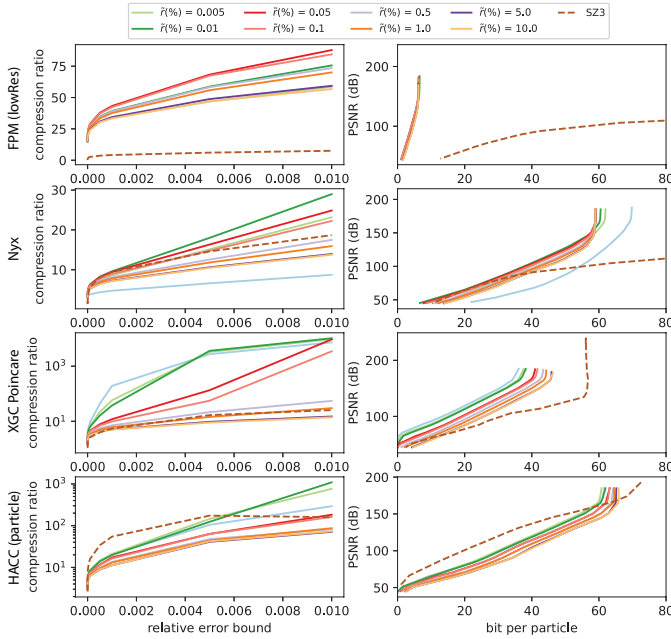 r̃(%) = 0.005 r̃(%) = 0.05 r̃(%) = 0.5 r̃(%) = 5.0 SZ3
r̃(%) = 0.01 r̃(%) = 0.1 r̃(%) = 1.0 r̃(%) = 10.0
FPM (lowRes)
compression ratio
75
50
25
0
0.000 0.002 0.004 0.006 0.008 0.010
PSNR (dB)
200
100
0 20 40 60 80
Nyx
compression ratio
30
20
10
0.000 0.002 0.004 0.006 0.008 0.010
PSNR (dB)
200
150
100
50
0 20 40 60 80
XGC Poincare
compression ratio
10³
10¹
0.000 0.002 0.004 0.006 0.008 0.010
PSNR (dB)
200
100
0 20 40 60 80
HACC (particle)
compression ratio
10³
10²
10¹
0.000 0.002 0.004 0.006 0.008 0.010
relative error bound
PSNR (dB)
200
150
100
50
0 20 40 60 80
bit per particle